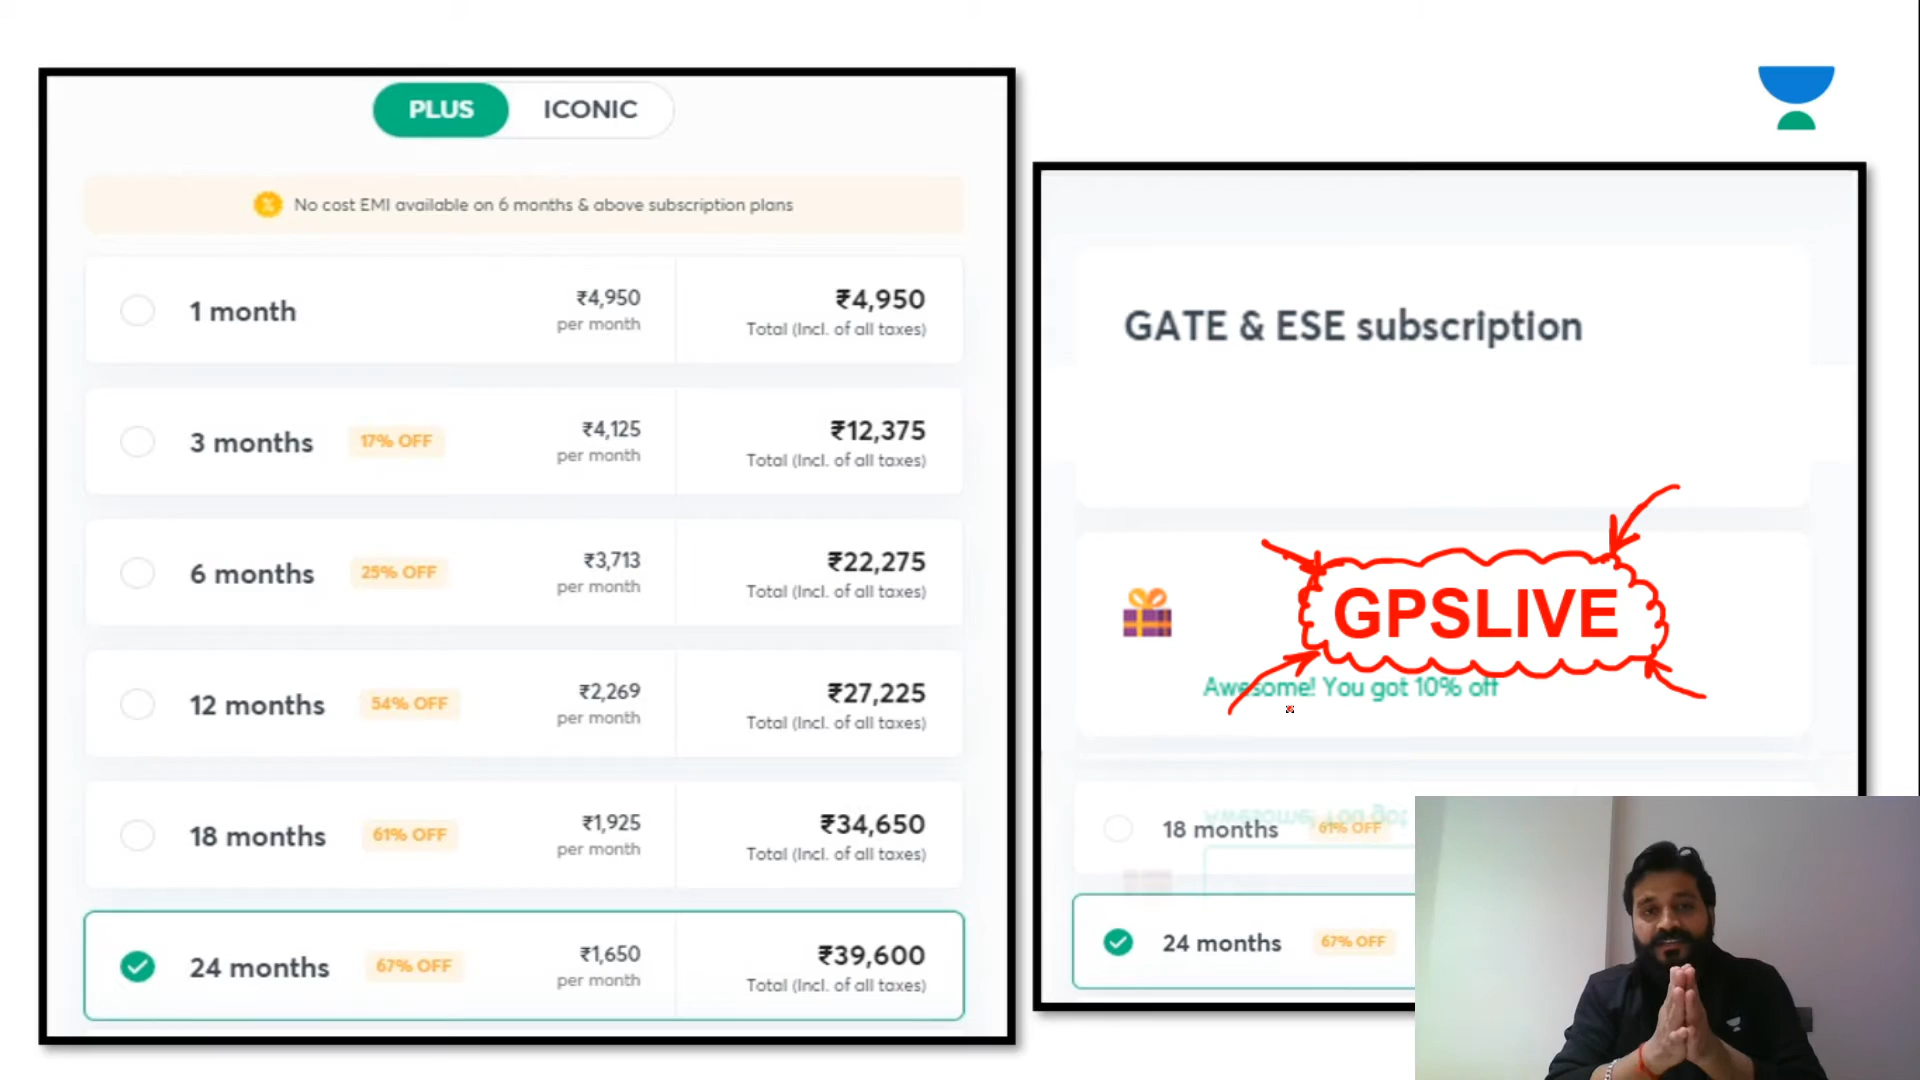 PLUS
ICONIC
No cost EMI available on 6 months & above subscription plans
1 month
₹4,950
per month
₹4,950
Total (Incl. of all taxes)
3 months
17% OFF
₹4,125
per month
₹12,375
Total (Incl. of all taxes)
6 months
25% OFF
₹3,713
per month
₹22,275
Total (Incl. of all taxes)
12 months
54% OFF
₹2,269
per month
₹27,225
Total (Incl. of all taxes)
18 months
61% OFF
₹1,925
per month
₹34,650
Total (Incl. of all taxes)
24 months
67% OFF
₹1,650
per month
₹39,600
Total (Incl. of all taxes)
GATE & ESE subscription
GPSLIVE
Awesome! You got 10% off
Awesome! You got
18 months
61% OFF
24 months
67% OFF